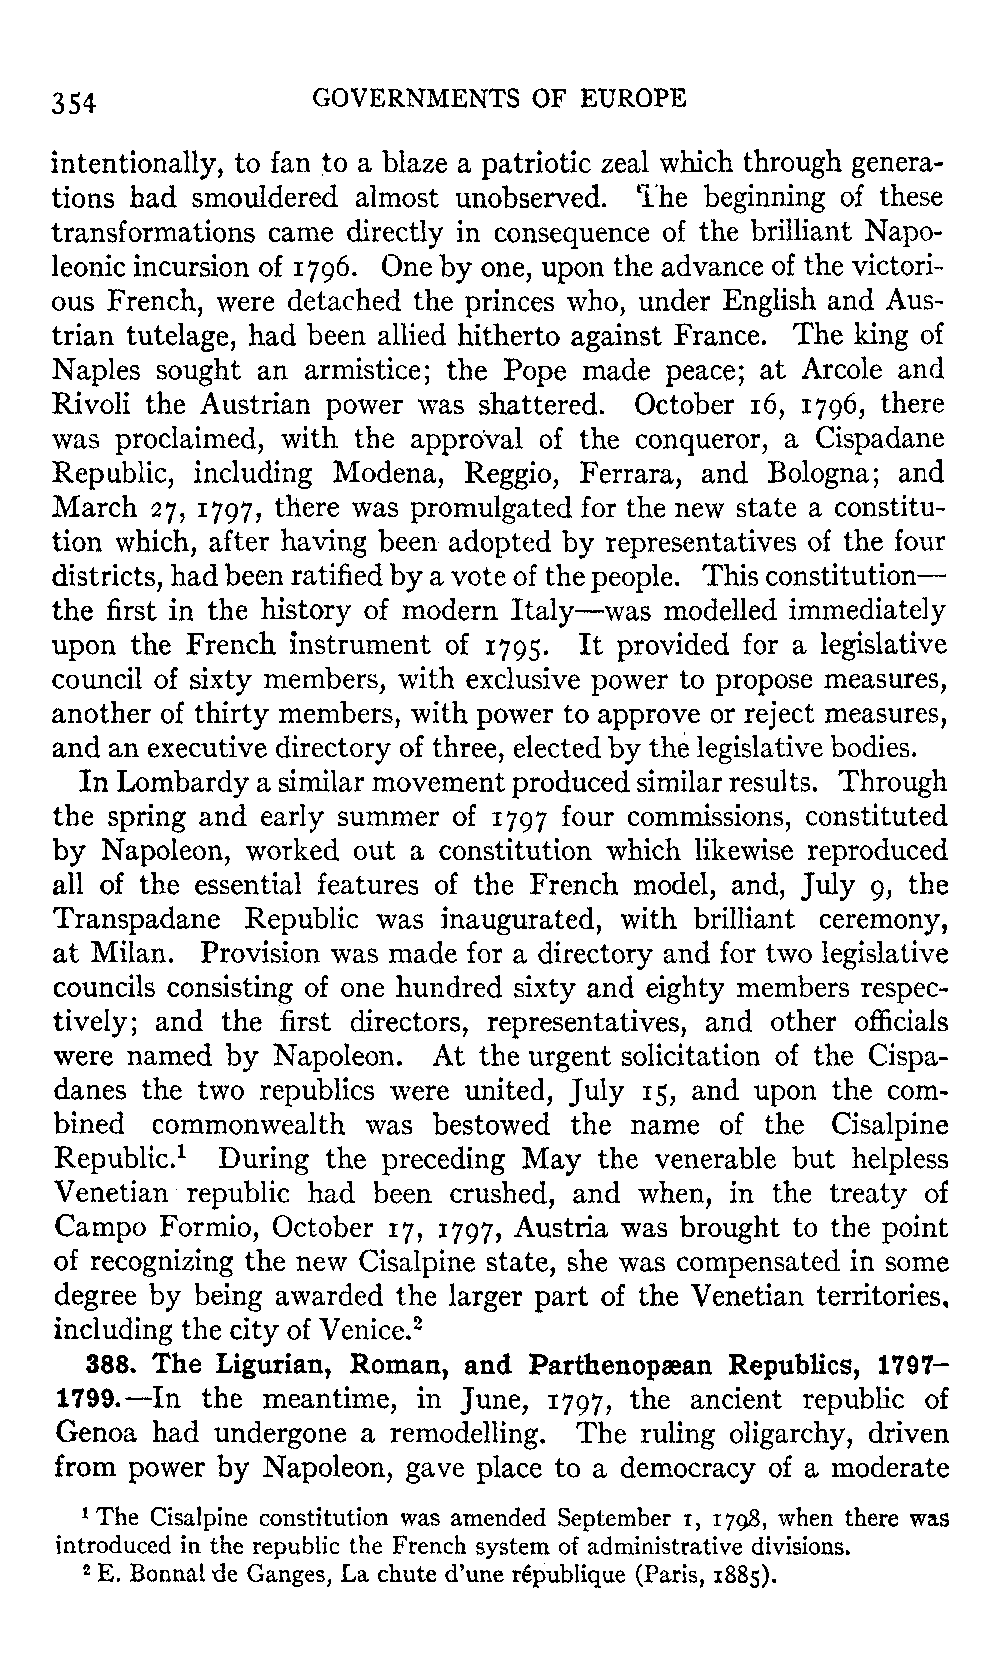 354 GOVERNMENTS OF EUROPE
intentionally, to fan to a blaze a patriotic zeal which through genera-
tions had smouldered almost unobserved. The beginning of these
transformations came directly in consequence of the brilliant Napo-
leonic incursion of 1796. One by one, upon the advance of the victori-
ous French, were detached the princes who, under English and Aus-
trian tutelage, had been allied hitherto against France. The king of
Naples sought an armistice; the Pope made peace; at Arcole and
Rivoli the Austrian power was shattered. October 16, 1796, there
was proclaimed, with the approval of the conqueror, a Cispadane
Republic, including Modena, Reggio, Ferrara, and Bologna; and
March 27, 1797, there was promulgated for the new state a constitu-
tion which, after having been adopted by representatives of the four
districts, had been ratified by a vote of the people. This constitution—
the first in the history of modern Italy—was modelled immediately
upon the French instrument of 1795. It provided for a legislative
council of sixty members, with exclusive power to propose measures,
another of thirty members, with power to approve or reject measures,
and an executive directory of three, elected by the legislative bodies.
In Lombardy a similar movement produced similar results. Through
the spring and early summer of 1797 four commissions, constituted
by Napoleon, worked out a constitution which likewise reproduced
all of the essential features of the French model, and, July 9, the
Transpadane Republic was inaugurated, with brilliant ceremony,
at Milan. Provision was made for a directory and for two legislative
councils consisting of one hundred sixty and eighty members respec-
tively; and the first directors, representatives, and other officials
were named by Napoleon. At the urgent solicitation of the Cispa-
danes the two republics were united, July 15, and upon the com-
bined commonwealth was bestowed the name of the Cisalpine
Republic.¹ During the preceding May the venerable but helpless
Venetian republic had been crushed, and when, in the treaty of
Campo Formio, October 17, 1797, Austria was brought to the point
of recognizing the new Cisalpine state, she was compensated in some
degree by being awarded the larger part of the Venetian territories,
including the city of Venice.²
388. The Ligurian, Roman, and Parthenopæan Republics, 1797–
1799.—In the meantime, in June, 1797, the ancient republic of
Genoa had undergone a remodelling. The ruling oligarchy, driven
from power by Napoleon, gave place to a democracy of a moderate
¹ The Cisalpine constitution was amended September 1, 1798, when there was
introduced in the republic the French system of administrative divisions.
² E. Bonnal de Ganges, La chute d'une république (Paris, 1885).